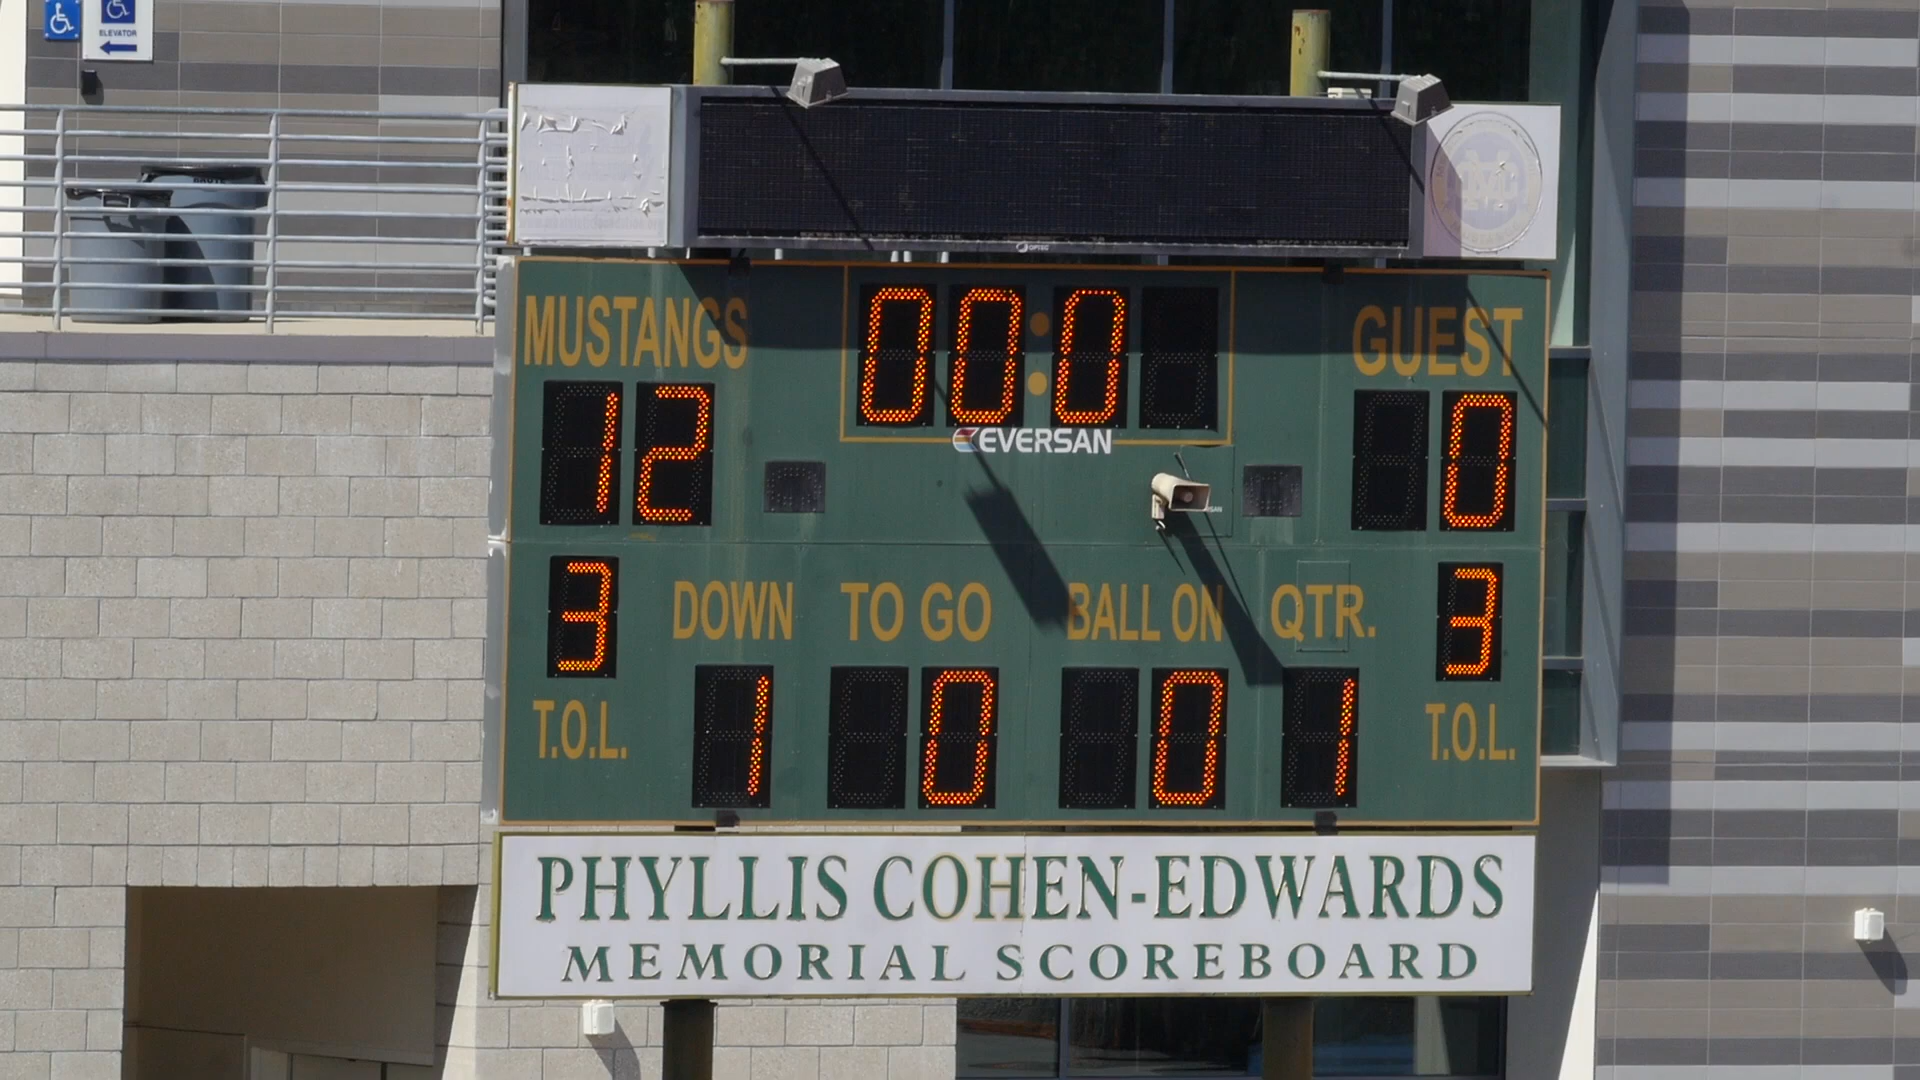 ELEVATOR
OPTEC
MUSTANGS 00:0 GUEST
12 0
EVERSAN
3 DOWN TO GO BALL ON QTR. 3
T.O.L. 1 0 0 1 T.O.L.
PHYLLIS COHEN-EDWARDS
MEMORIAL SCOREBOARD